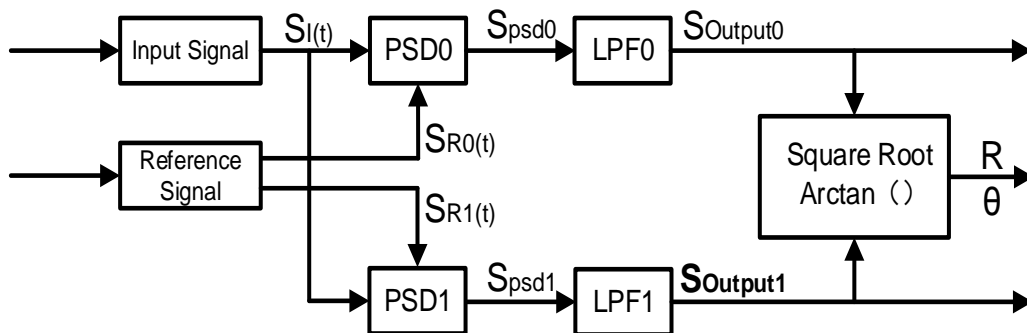 Input Signal
SI(t)
PSD0
Spsd0
LPF0
SOutput0
Reference
Signal
SR0(t)
SR1(t)
Square Root
Arctan（）
R
θ
PSD1
Spsd1
LPF1
SOutput1